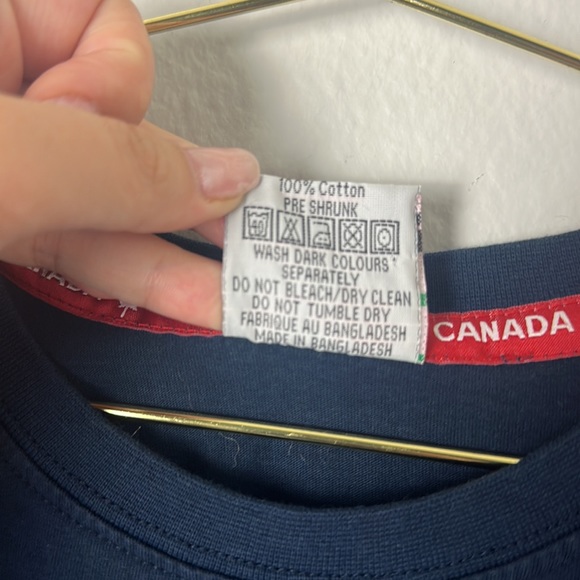 100% Cotton
PRE SHRUNK
40
WASH DARK COLOURS
SEPARATELY
DO NOT BLEACH/DRY CLEAN
DO NOT TUMBLE DRY
FABRIQUE AU BANGLADESH
MADE IN BANGLADESH
CANADA